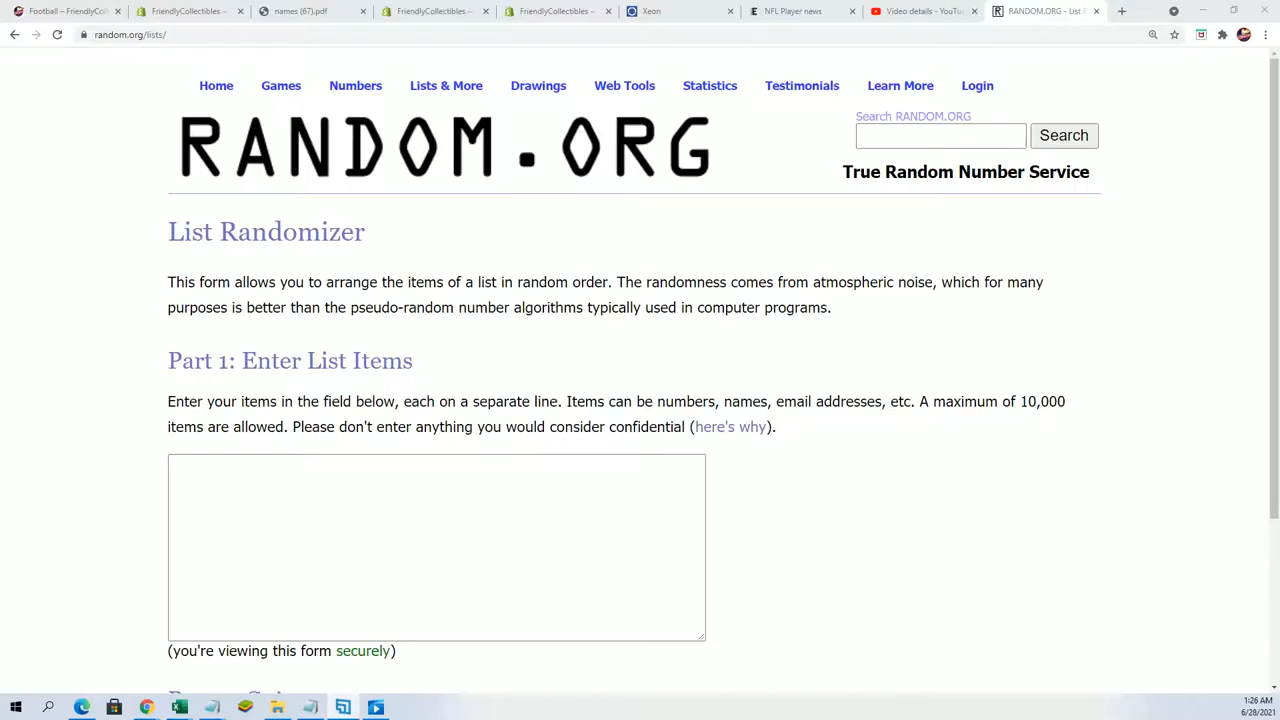 Football – FriendlyColl
FriendlyCollectibles –
names (67).pdf
FriendlyCollectibles –
FriendlyCollectibles –
Xeon
NFL Player news
Video details - YouTu
RANDOM.ORG - List R
random.org/lists/
Home Games Numbers Lists & More Drawings Web Tools Statistics Testimonials Learn More Login
Search RANDOM.ORG
RANDOM.ORG
Search
True Random Number Service
List Randomizer
This form allows you to arrange the items of a list in random order. The randomness comes from atmospheric noise, which for many
purposes is better than the pseudo-random number algorithms typically used in computer programs.
Part 1: Enter List Items
Enter your items in the field below, each on a separate line. Items can be numbers, names, email addresses, etc. A maximum of 10,000
items are allowed. Please don't enter anything you would consider confidential (here's why).
(you're viewing this form securely)
1:26 AM
6/28/2021